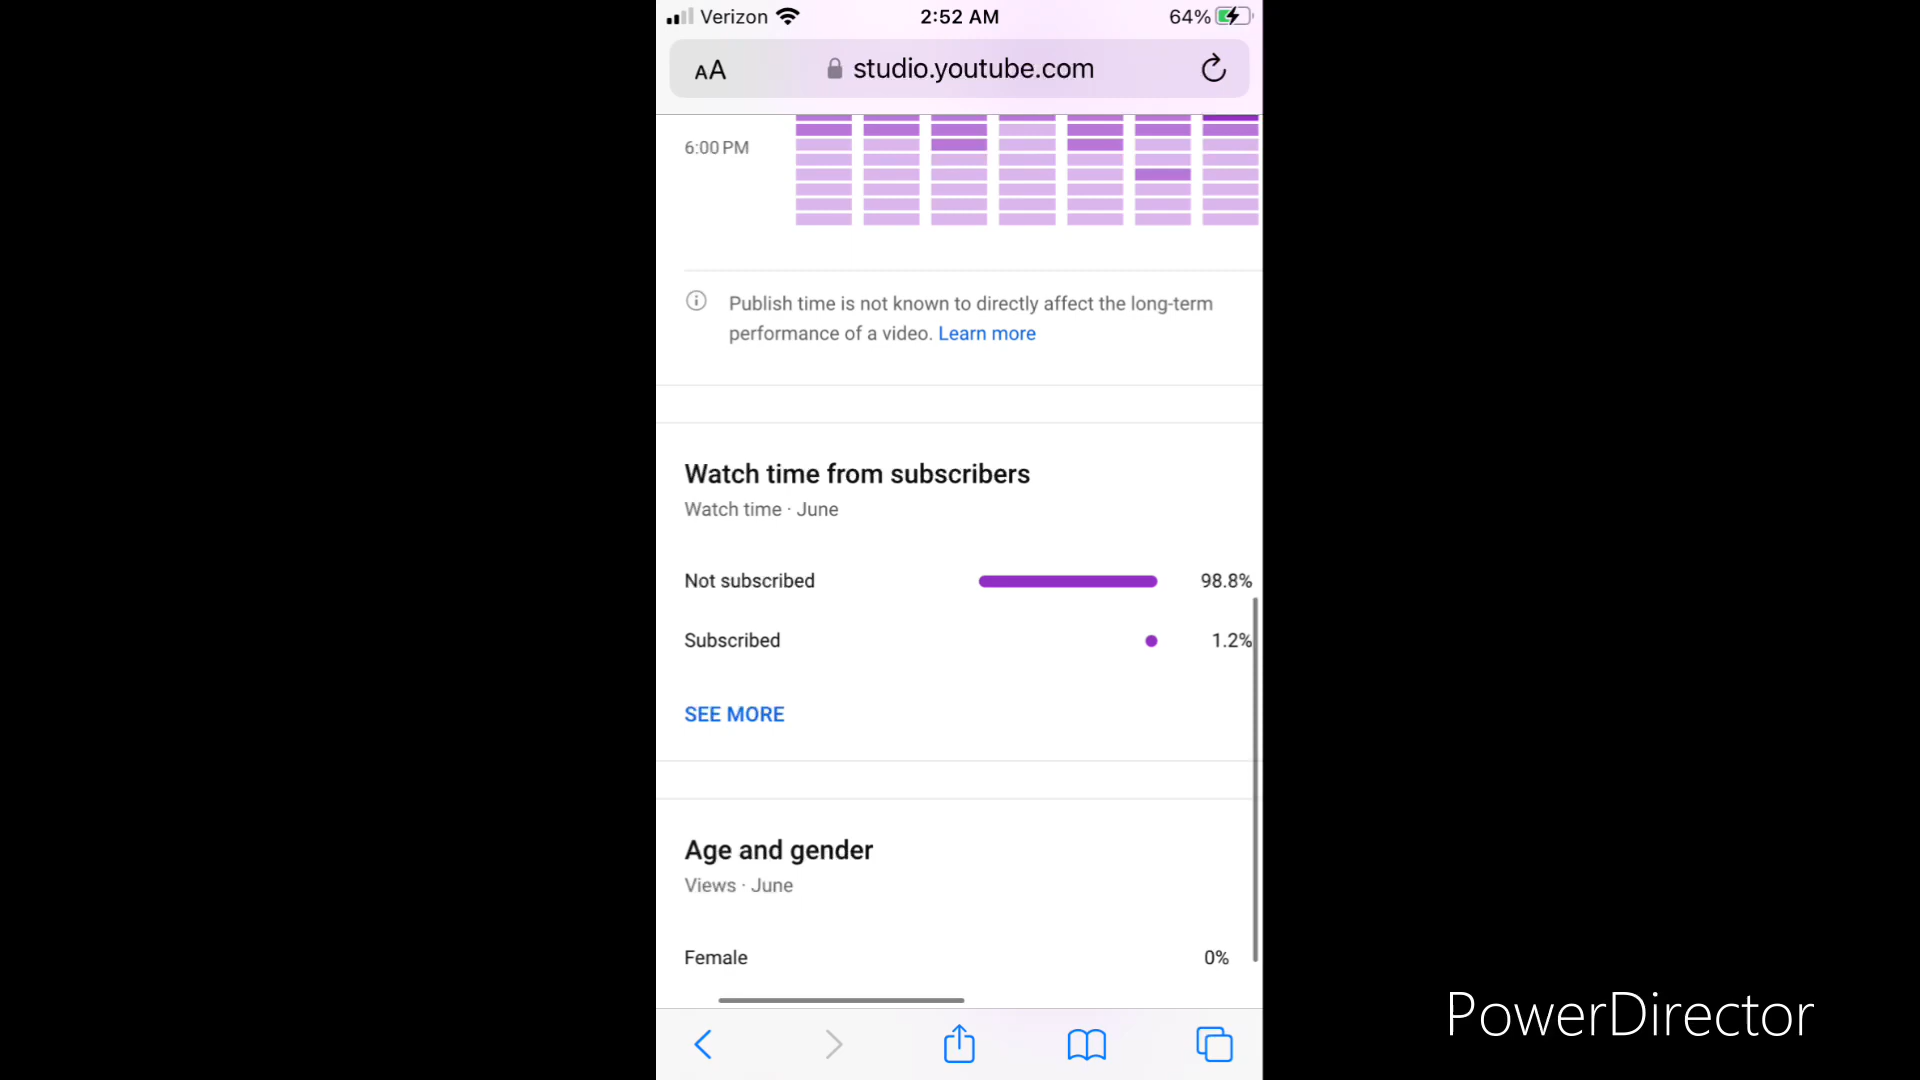 Verizon 2:52 AM 64%
AA studio.youtube.com
6:00 PM
Publish time is not known to directly affect the long-term
performance of a video. Learn more
Watch time from subscribers
Watch time · June
Not subscribed 98.8%
Subscribed 1.2%
SEE MORE
Age and gender
Views · June
Female 0%
PowerDirector